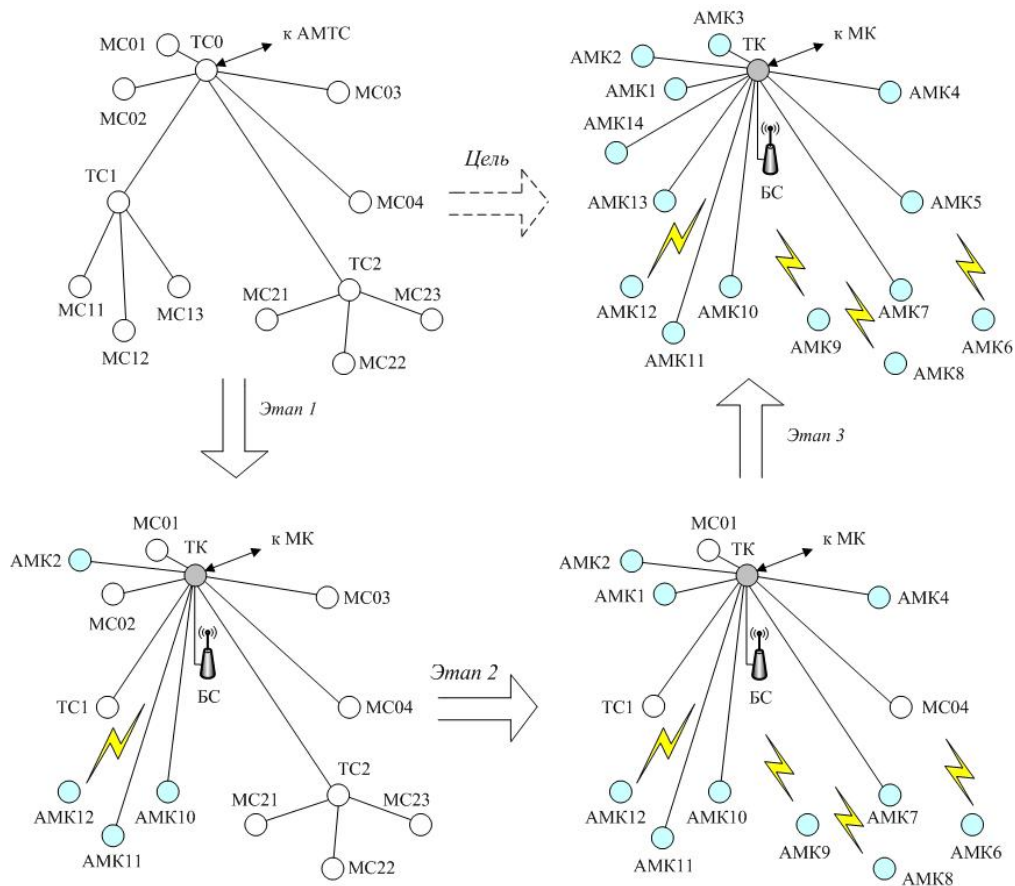 МС01
ТС0
к АМТС
МС02
МС03
ТС1
МС04
МС11
МС12
МС13
ТС2
МС21
МС23
МС22
Цель
АМК3
ТК
к МК
АМК2
АМК1
АМК4
АМК14
БС
АМК13
АМК5
АМК12
АМК10
АМК11
АМК9
АМК7
АМК8
АМК6
Этап 1
Этап 3
МС01
ТК
к МК
АМК2
МС02
МС03
БС
ТС1
МС04
АМК12
АМК10
АМК11
ТС2
МС21
МС23
МС22
Этап 2
МС01
ТК
к МК
АМК2
АМК1
АМК4
БС
ТС1
МС04
АМК12
АМК10
АМК11
АМК9
АМК7
АМК8
АМК6